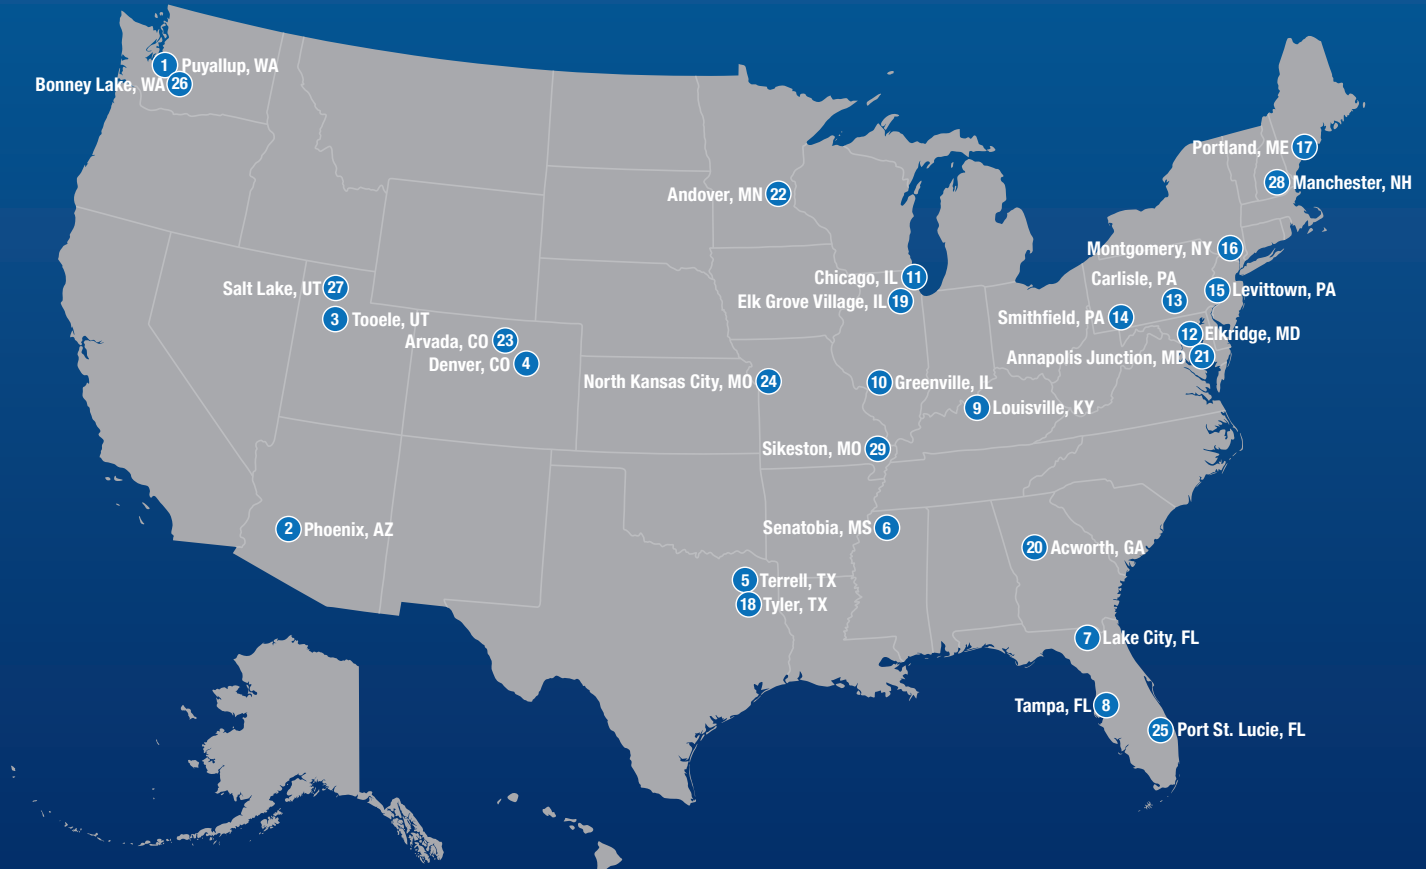 1 Puyallup, WA
Bonney Lake, WA 26
Portland, ME 17
28 Manchester, NH
Andover, MN 22
Montgomery, NY 16
Chicago, IL 11
Carlisle, PA
13
Salt Lake, UT 27
15 Levittown, PA
Elk Grove Village, IL 19
Smithfield, PA 14
3 Tooele, UT
12 Elkridge, MD
Arvada, CO 23
Annapolis Junction, MD 21
Denver, CO 4
North Kansas City, MO 24
10 Greenville, IL
9 Louisville, KY
Sikeston, MO 29
2 Phoenix, AZ
Senatobia, MS 6
20 Acworth, GA
5 Terrell, TX
18 Tyler, TX
7 Lake City, FL
Tampa, FL 8
25 Port St. Lucie, FL